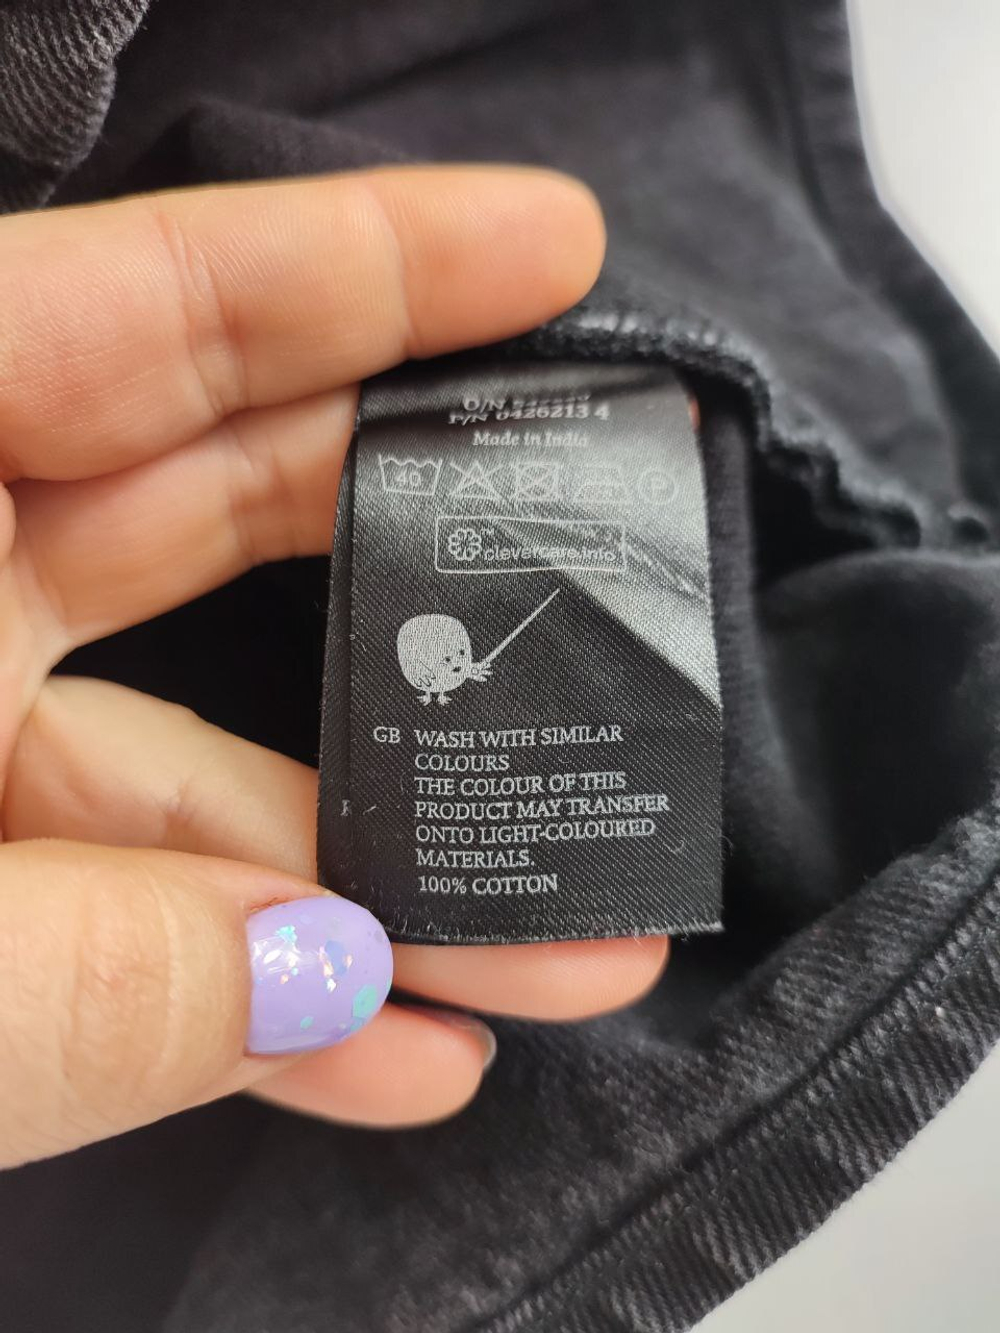 O/N
P/N 0426213 4
Made in India
40 P
clevercare.info
GB WASH WITH SIMILAR
COLOURS
THE COLOUR OF THIS
PRODUCT MAY TRANSFER
ONTO LIGHT-COLOURED
MATERIALS.
100% COTTON